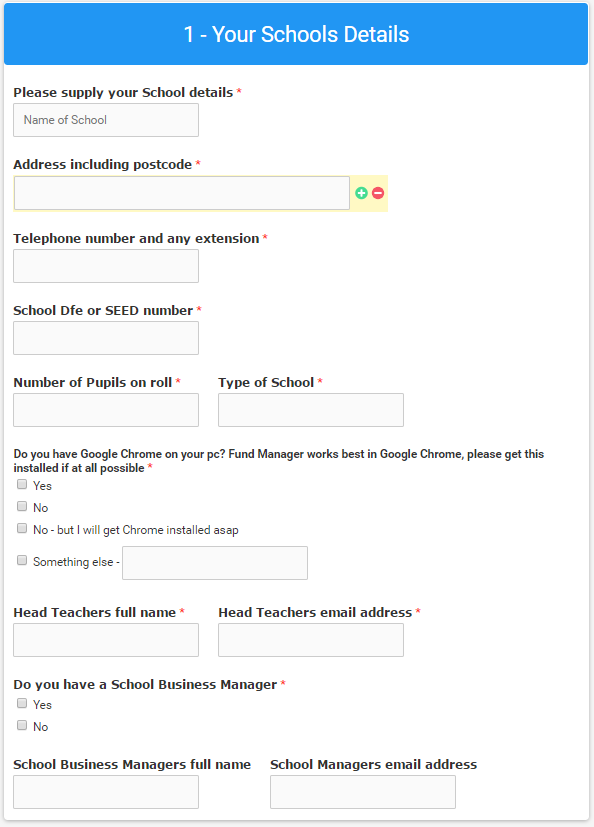 1 - Your Schools Details
Please supply your School details *
Name of School
Address including postcode *
Telephone number and any extension *
School Dfe or SEED number *
Number of Pupils on roll * Type of School *
Do you have Google Chrome on your pc? Fund Manager works best in Google Chrome, please get this
installed if at all possible *
Yes
No
No - but I will get Chrome installed asap
Something else -
Head Teachers full name * Head Teachers email address *
Do you have a School Business Manager *
Yes
No
School Business Managers full name School Managers email address